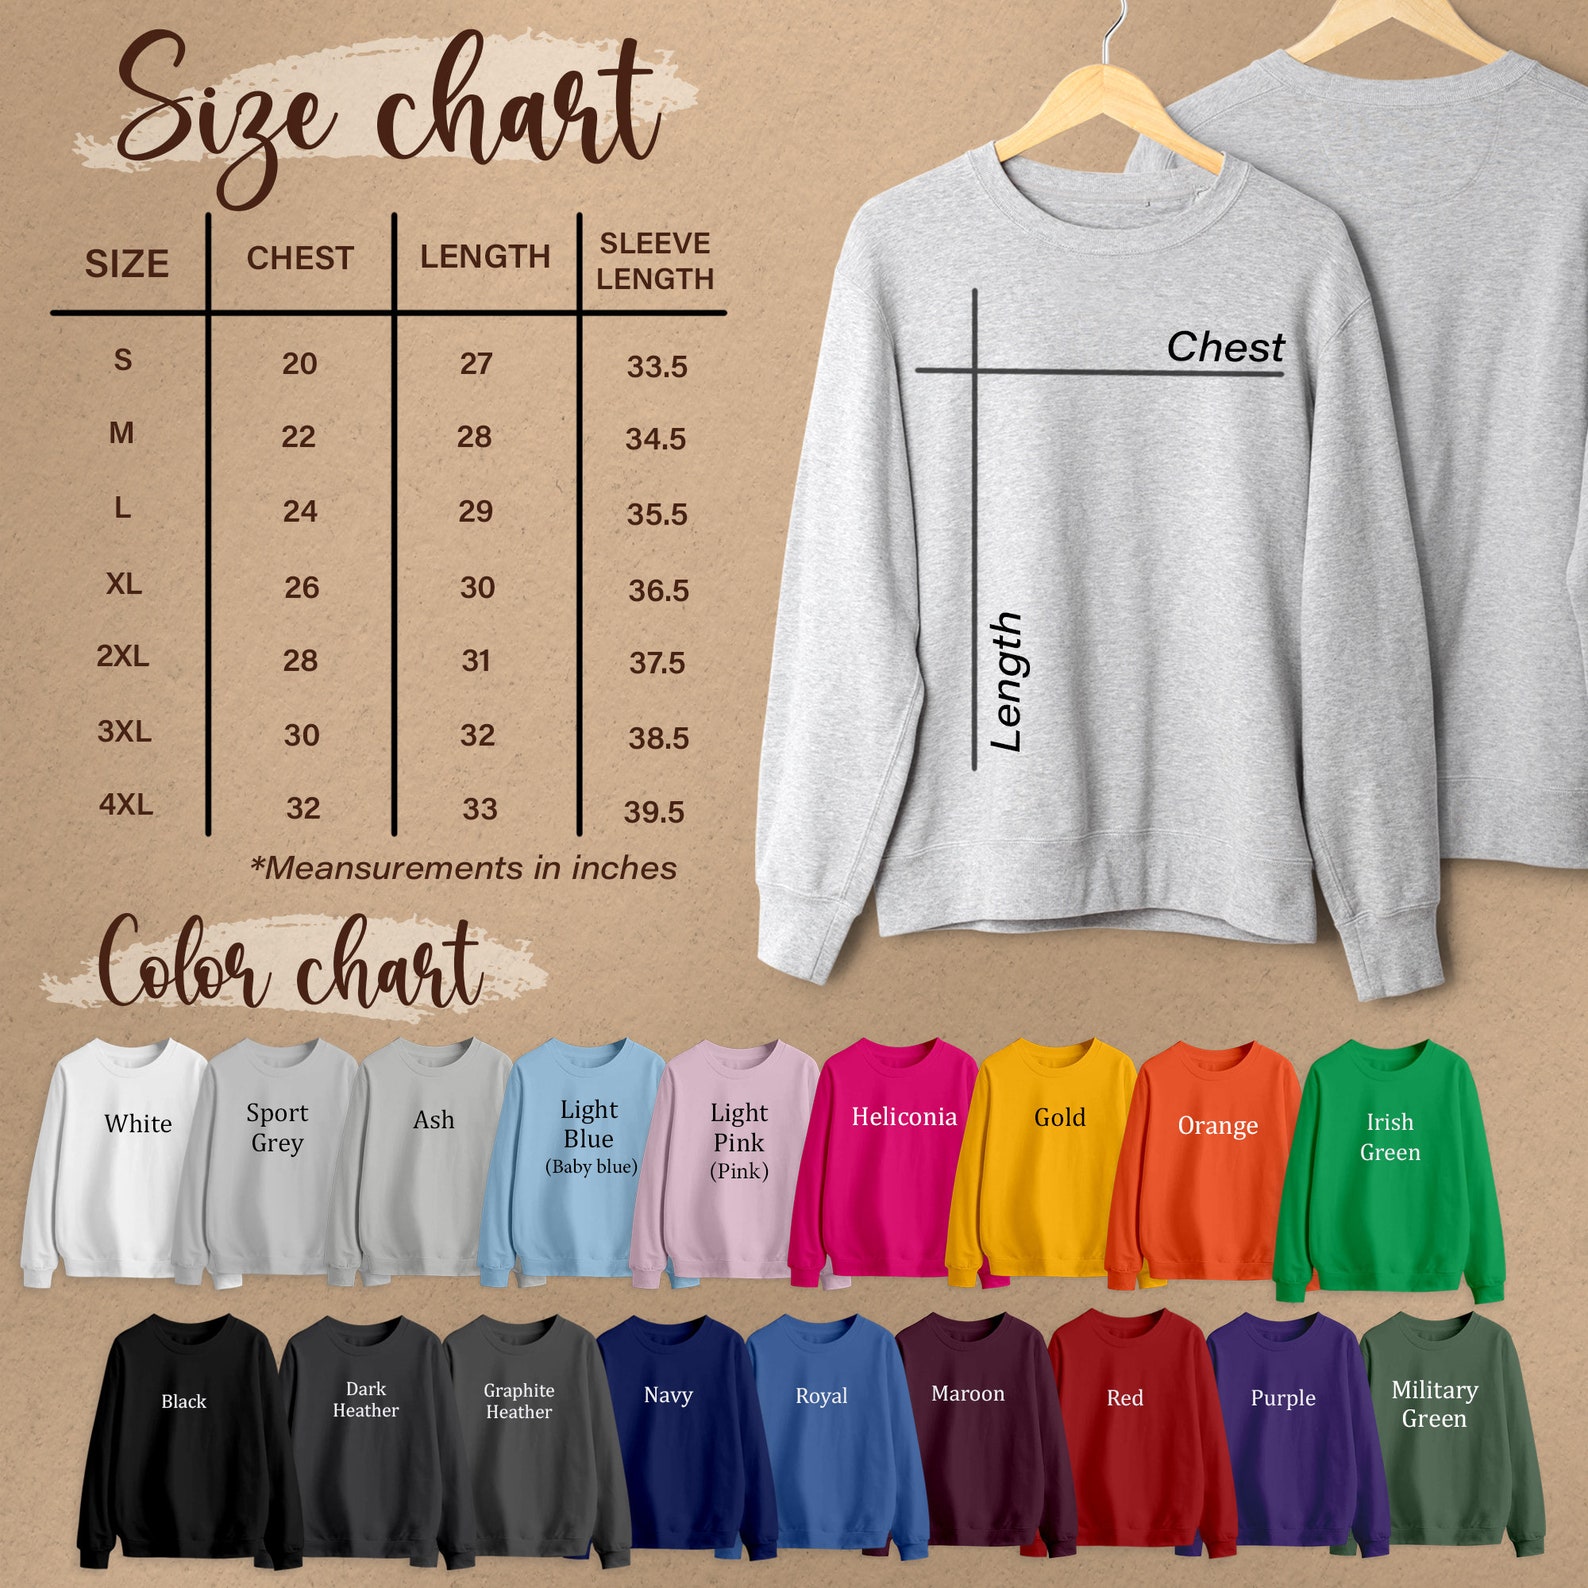 Size chart
SIZE CHEST LENGTH SLEEVE LENGTH
S 20 27 33.5
M 22 28 34.5
L 24 29 35.5
XL 26 30 36.5
2XL 28 31 37.5
3XL 30 32 38.5
4XL 32 33 39.5
*Meansurements in inches
Chest
Length
Color chart
White
Sport
Grey
Ash
Light
Blue
(Baby blue)
Light
Pink
(Pink)
Heliconia
Gold
Orange
Irish
Green
Black
Dark
Heather
Graphite
Heather
Navy
Royal
Maroon
Red
Purple
Military
Green